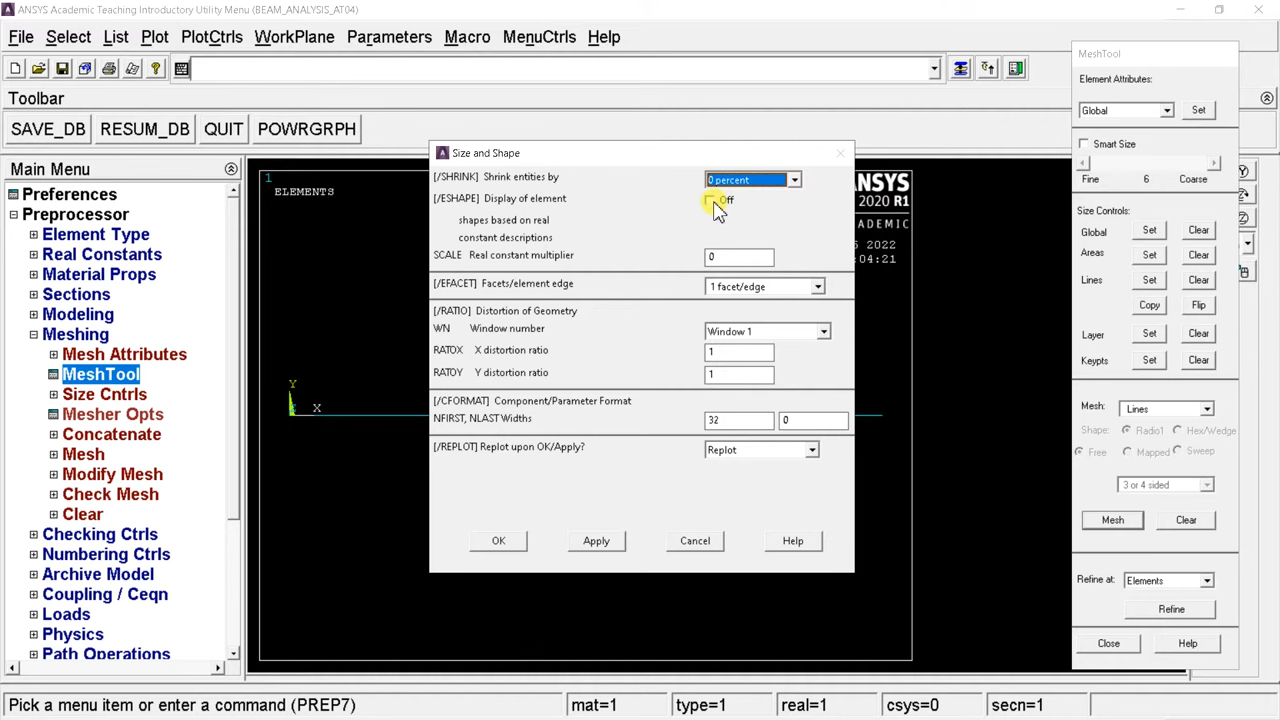 ANSYS Academic Teaching Introductory Utility Menu (BEAM_ANALYSIS_AT04)
File Select List Plot PlotCtrls WorkPlane Parameters Macro MenuCtrls Help
Toolbar
SAVE_DB RESUM_DB QUIT POWRGRPH
Main Menu
Preferences
Preprocessor
Element Type
Real Constants
Material Props
Sections
Modeling
Meshing
Mesh Attributes
MeshTool
Size Cntrls
Mesher Opts
Concatenate
Mesh
Modify Mesh
Check Mesh
Clear
Checking Ctrls
Numbering Ctrls
Archive Model
Coupling / Ceqn
Loads
Physics
Path Operations
1
ELEMENTS
Y
X
ANSYS
2020 R1
ACADEMIC
2022
:04:21
Size and Shape
[/SHRINK] Shrink entities by 0 percent
[/ESHAPE] Display of element Off
shapes based on real
constant descriptions
SCALE Real constant multiplier 0
[/EFACET] Facets/element edge 1 facet/edge
[/RATIO] Distortion of Geometry
WN Window number Window 1
RATOX X distortion ratio 1
RATOY Y distortion ratio 1
[/CFORMAT] Component/Parameter Format
NFIRST, NLAST Widths 32 0
[/REPLOT] Replot upon OK/Apply? Replot
OK Apply Cancel Help
MeshTool
Element Attributes:
Global Set
Smart Size
Fine 6 Coarse
Size Controls:
Global Set Clear
Areas Set Clear
Lines Set Clear
Copy Flip
Layer Set Clear
Keypts Set Clear
Mesh: Lines
Shape: Radio1 Hex/Wedge
Free Mapped Sweep
3 or 4 sided
Mesh Clear
Refine at: Elements
Refine
Close Help
Pick a menu item or enter a command (PREP7) mat=1 type=1 real=1 csys=0 secn=1